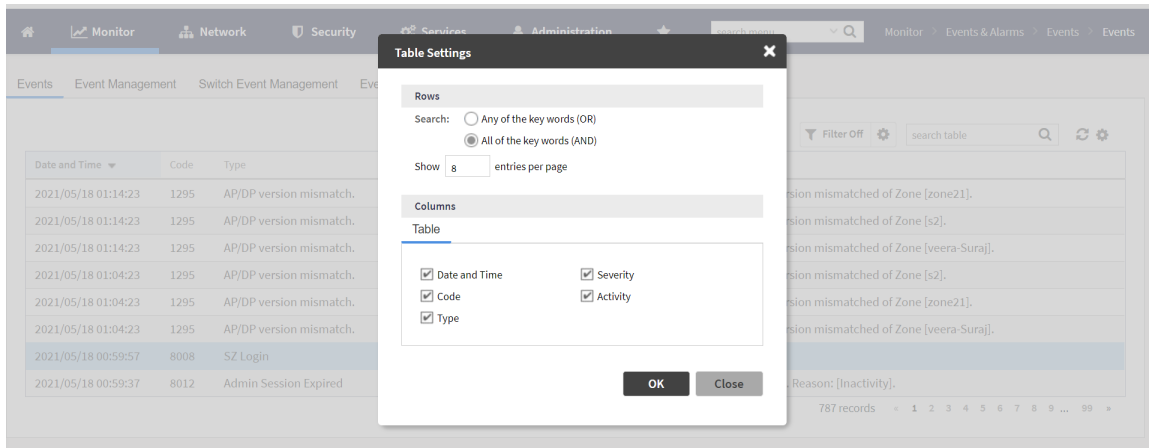 Monitor Network Security Services Administration search menu Monitor > Events & Alarms > Events > Events
Table Settings
Events Event Management Switch Event Management Eve
Rows
Search: Any of the key words (OR)
All of the key words (AND)
Filter Off search table
Show 8 entries per page
Date and Time Code Type
2021/05/18 01:14:23 1295 AP/DP version mismatch. rsion mismatched of Zone [zone21].
Columns
2021/05/18 01:14:23 1295 AP/DP version mismatch. rsion mismatched of Zone [s2].
Table
2021/05/18 01:14:23 1295 AP/DP version mismatch. rsion mismatched of Zone [veera-Suraj].
2021/05/18 01:04:23 1295 AP/DP version mismatch. rsion mismatched of Zone [s2].
Date and Time Severity
2021/05/18 01:04:23 1295 AP/DP version mismatch. rsion mismatched of Zone [zone21].
Code Activity
Type
2021/05/18 01:04:23 1295 AP/DP version mismatch. rsion mismatched of Zone [veera-Suraj].
2021/05/18 00:59:57 8008 SZ Login
2021/05/18 00:59:37 8012 Admin Session Expired . Reason: [Inactivity].
OK Close
787 records « 1 2 3 4 5 6 7 8 9 ... 99 »